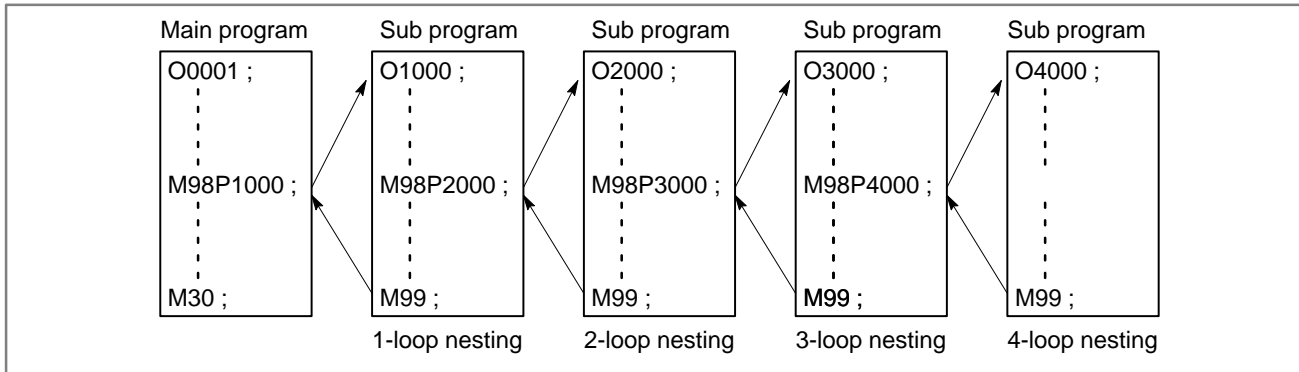 Main program
O0001 ;
M98P1000 ;
M30 ;
Sub program
O1000 ;
M98P2000 ;
M99 ;
1-loop nesting
Sub program
O2000 ;
M98P3000 ;
M99 ;
2-loop nesting
Sub program
O3000 ;
M98P4000 ;
M99 ;
3-loop nesting
Sub program
O4000 ;
M99 ;
4-loop nesting